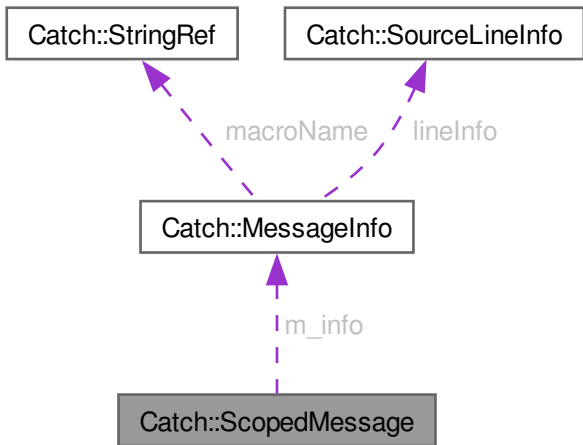 Catch::StringRef
Catch::SourceLineInfo
macroName
lineInfo
Catch::MessageInfo
m_info
Catch::ScopedMessage